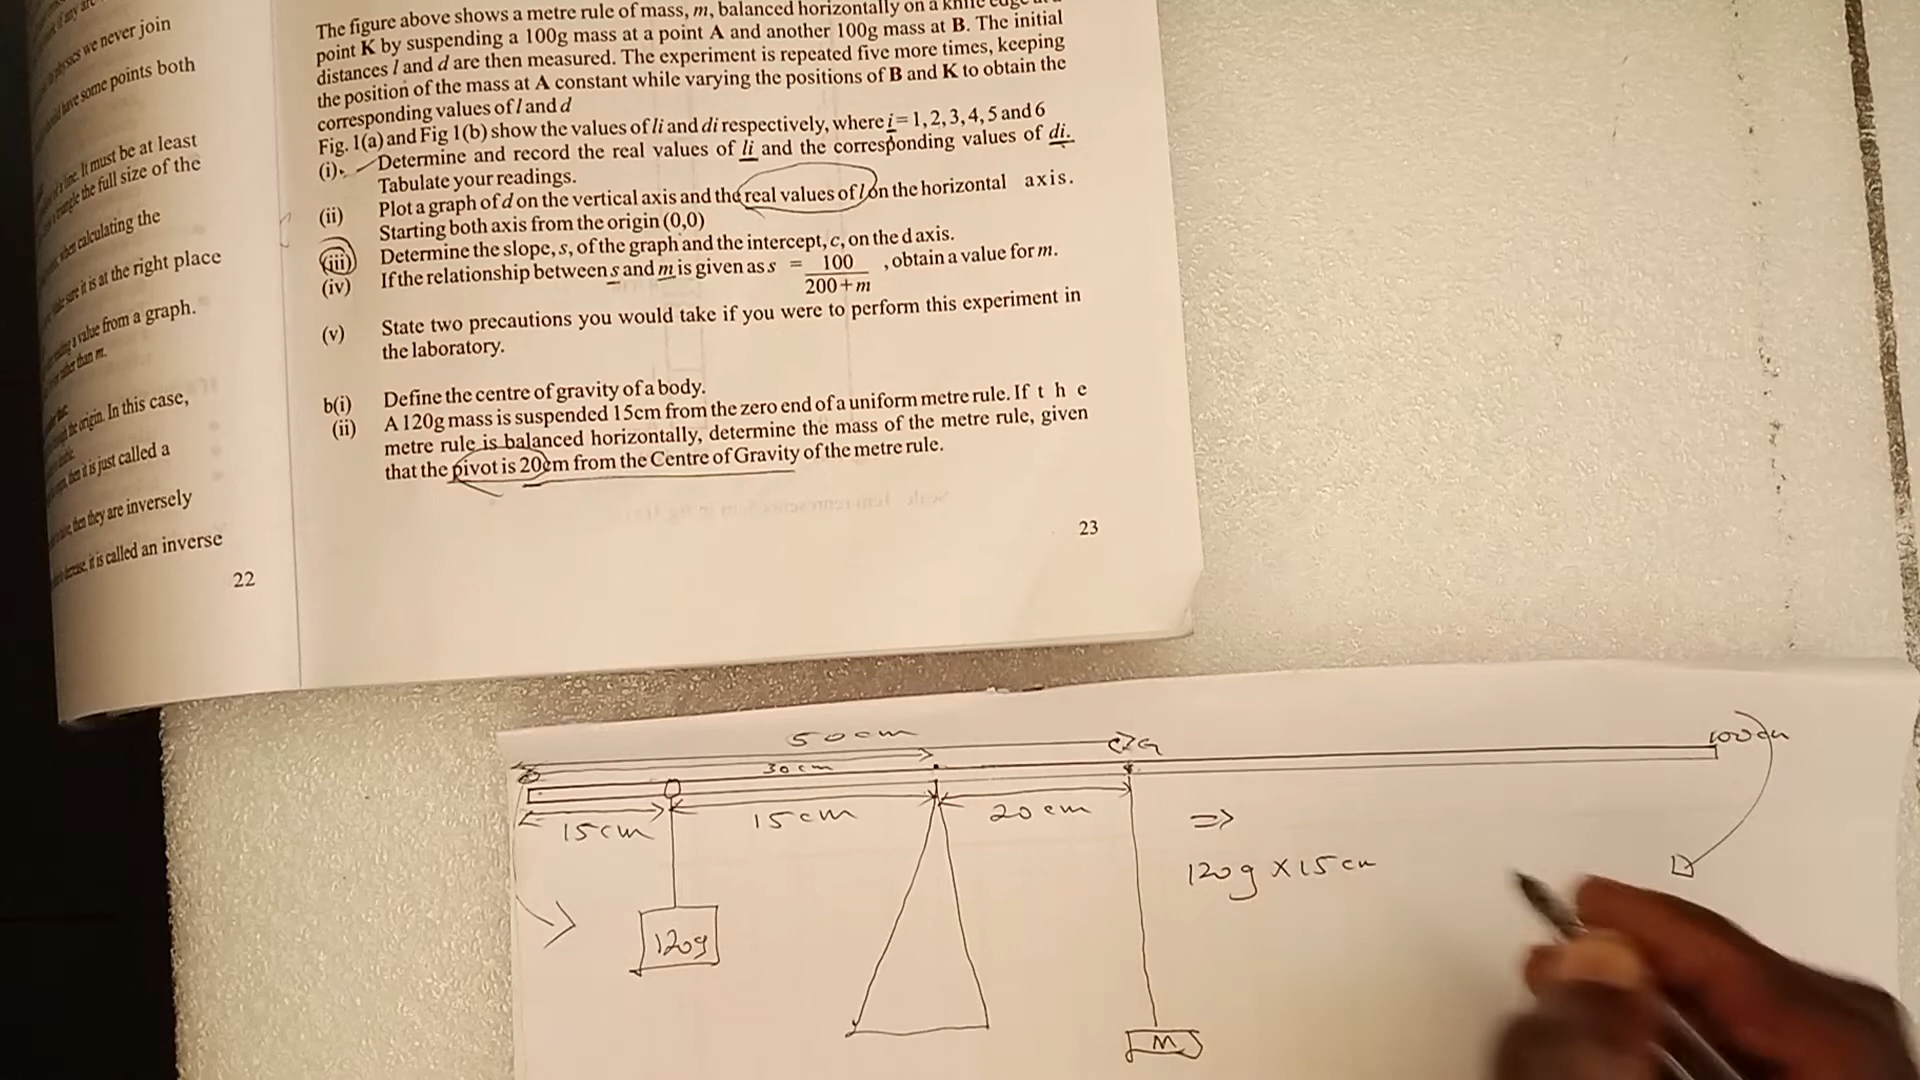 we never join
have some points both
It must be at least
the full size of the
when calculating the
sure it is at the right place
a value from a graph.
rather than m.
the origin. In this case,
then it is just called a
then they are inversely
decrease, it is called an inverse
22
The figure above shows a metre rule of mass, m, balanced horizontally on a knife edge at
point K by suspending a 100g mass at a point A and another 100g mass at B. The initial
distances l and d are then measured. The experiment is repeated five more times, keeping
the position of the mass at A constant while varying the positions of B and K to obtain the
corresponding values of l and d
Fig. 1(a) and Fig 1(b) show the values of li and di respectively, where i = 1, 2, 3, 4, 5 and 6
(i). Determine and record the real values of li and the corresponding values of di.
Tabulate your readings.
(ii) Plot a graph of d on the vertical axis and the real values of l on the horizontal axis.
Starting both axis from the origin (0,0)
(iii) Determine the slope, s, of the graph and the intercept, c, on the d axis.
(iv) If the relationship between s and m is given as s = 100 , obtain a value for m.
200 + m
(v) State two precautions you would take if you were to perform this experiment in
the laboratory.
b(i) Define the centre of gravity of a body.
(ii) A 120g mass is suspended 15cm from the zero end of a uniform metre rule. If t h e
metre rule is balanced horizontally, determine the mass of the metre rule, given
that the pivot is 20cm from the Centre of Gravity of the metre rule.
23
50cm
CG
100cm
30cm
15cm
15cm
20cm
=>
120g × 15cm
120g
M